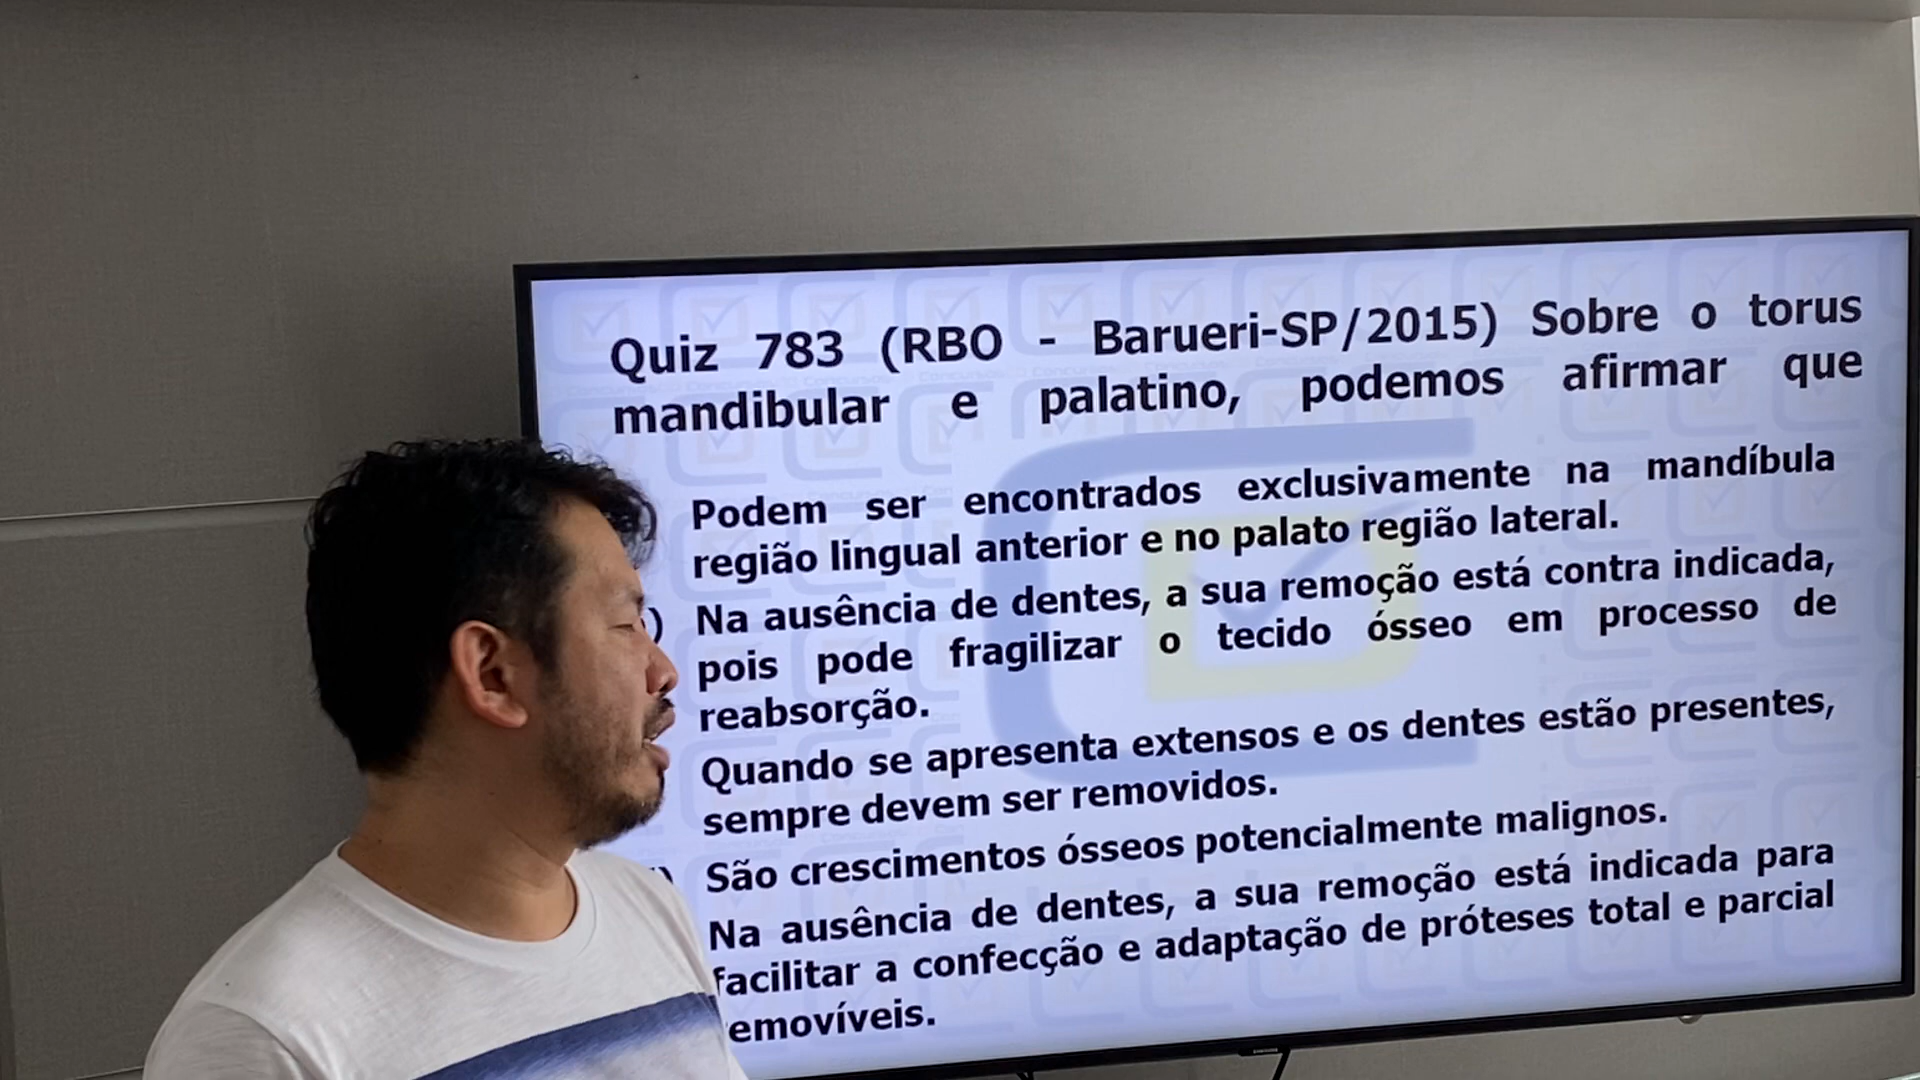 Quiz 783 (RBO - Barueri-SP/2015) Sobre o torus
mandibular e palatino, podemos afirmar que
) Podem ser encontrados exclusivamente na mandíbula
região lingual anterior e no palato região lateral.
) Na ausência de dentes, a sua remoção está contra indicada,
pois pode fragilizar o tecido ósseo em processo de
reabsorção.
Quando se apresenta extensos e os dentes estão presentes,
sempre devem ser removidos.
) São crescimentos ósseos potencialmente malignos.
Na ausência de dentes, a sua remoção está indicada para
facilitar a confecção e adaptação de próteses total e parcial
emovíveis.